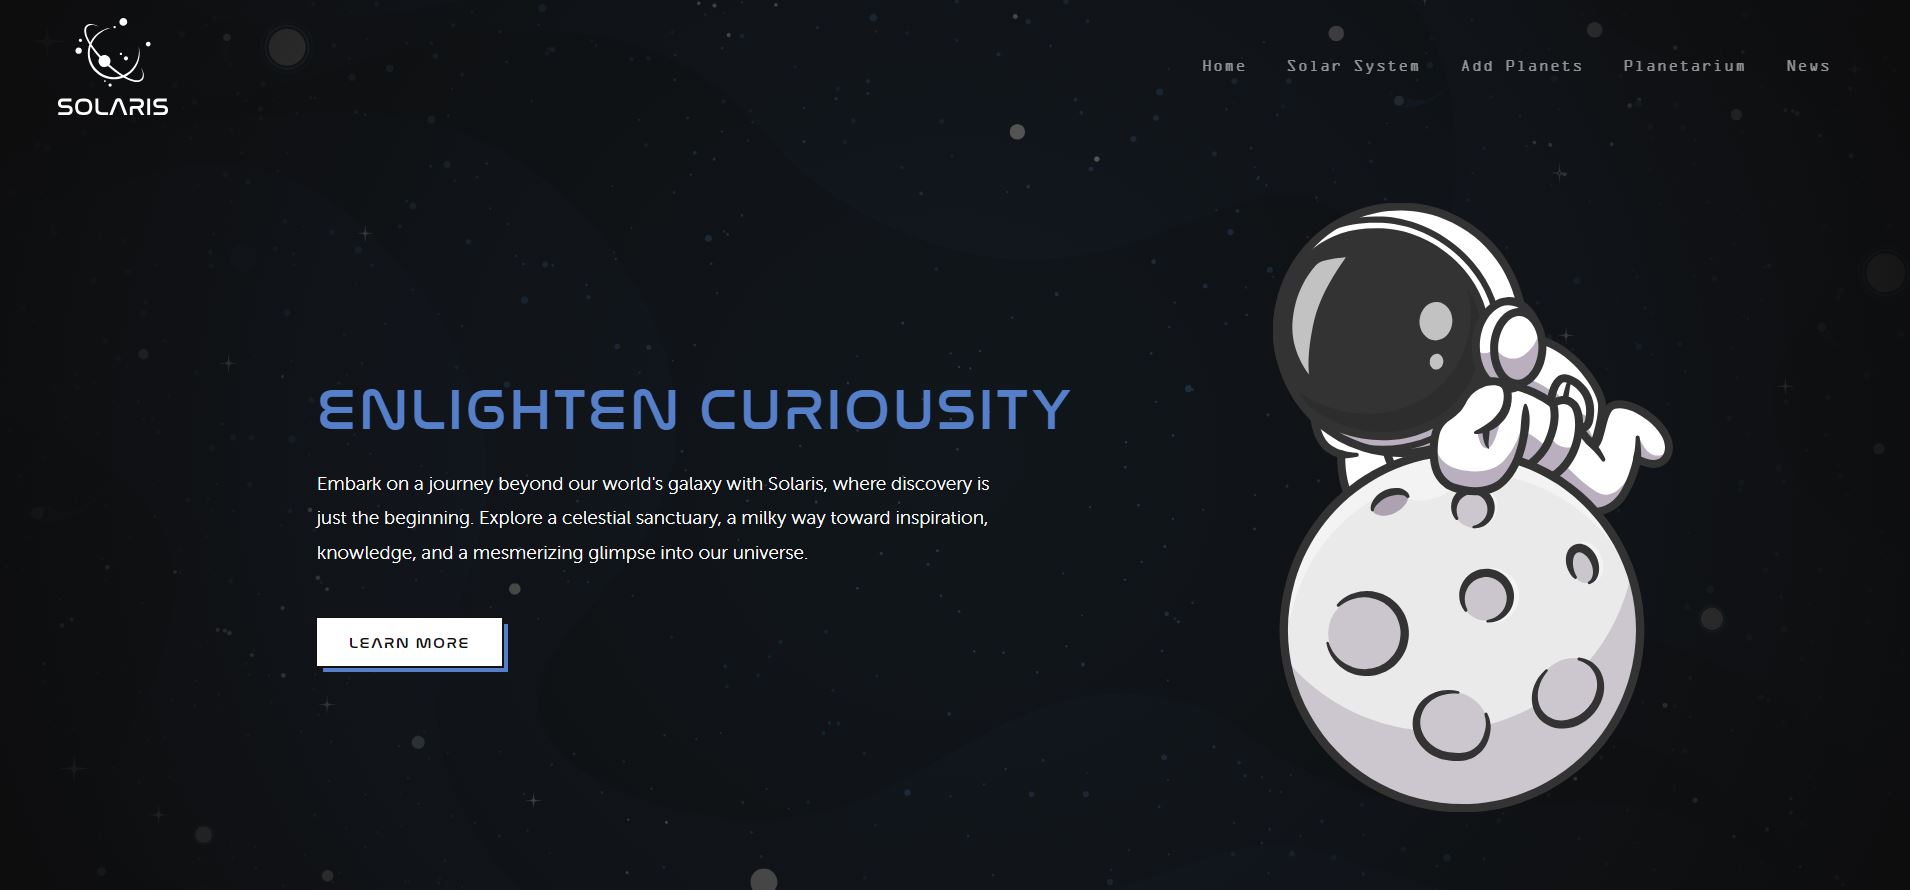 SOLARIS
Home Solar System Add Planets Planetarium News
ENLIGHTEN CURIOUSITY
Embark on a journey beyond our world's galaxy with Solaris, where discovery is
just the beginning. Explore a celestial sanctuary, a milky way toward inspiration,
knowledge, and a mesmerizing glimpse into our universe.
LEARN MORE